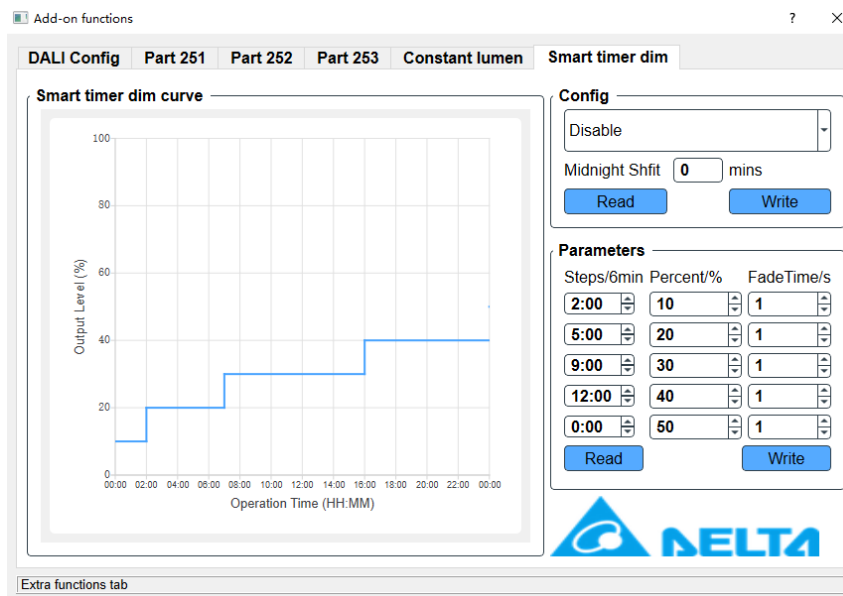 Add-on functions
?
DALI Config Part 251 Part 252 Part 253 Constant lumen Smart timer dim
Smart timer dim curve
100
80
60
40
20
0
Output Level (%)
00:00 02:00 04:00 06:00 08:00 10:00 12:00 14:00 16:00 18:00 20:00 22:00 00:00
Operation Time (HH:MM)
Config
Disable
Midnight Shfit 0 mins
Read Write
Parameters
Steps/6min Percent/% FadeTime/s
2:00 10 1
5:00 20 1
9:00 30 1
12:00 40 1
0:00 50 1
Read Write
DELTA
Extra functions tab